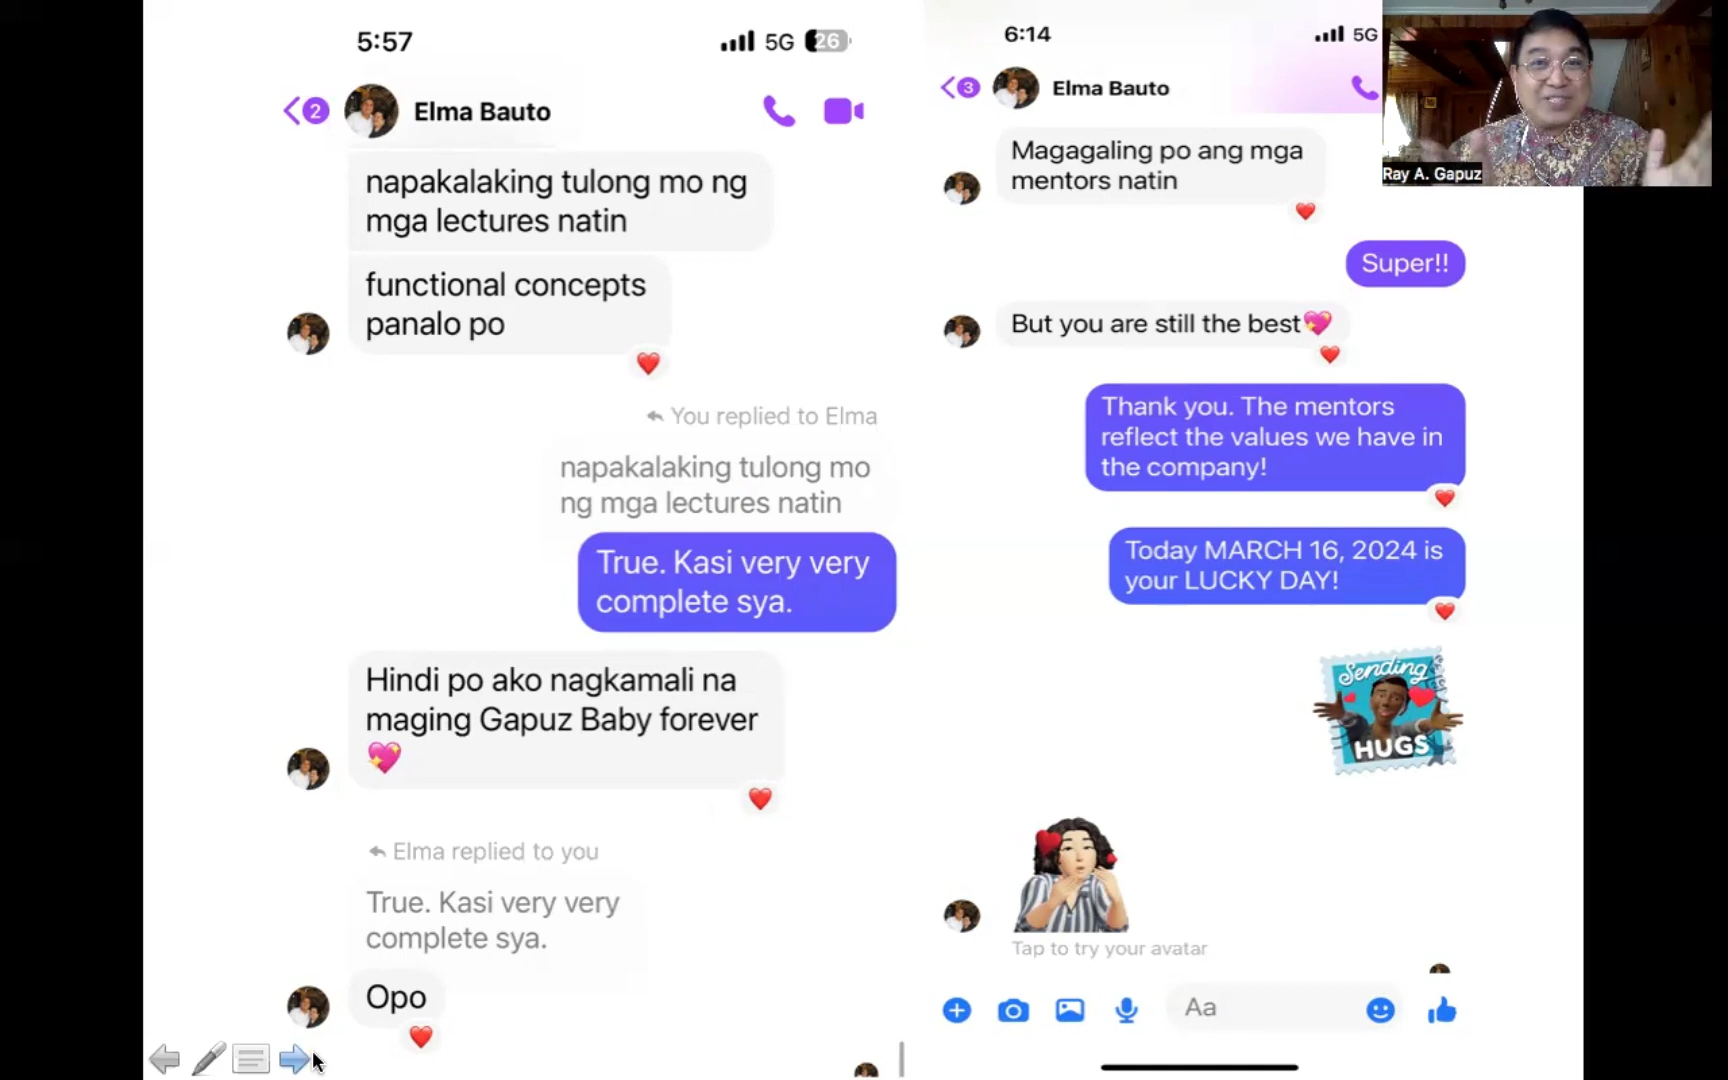 5:57
5G 26
2 Elma Bauto
napakalaking tulong mo ng
mga lectures natin
functional concepts
panalo po
You replied to Elma
napakalaking tulong mo
ng mga lectures natin
True. Kasi very very
complete sya.
Hindi po ako nagkamali na
maging Gapuz Baby forever
Elma replied to you
True. Kasi very very
complete sya.
Opo
6:14
5G
3 Elma Bauto
Magagaling po ang mga
mentors natin
Super!!
But you are still the best
Thank you. The mentors
reflect the values we have in
the company!
Today MARCH 16, 2024 is
your LUCKY DAY!
Sending
HUGS
Tap to try your avatar
Aa
Ray A. Gapuz